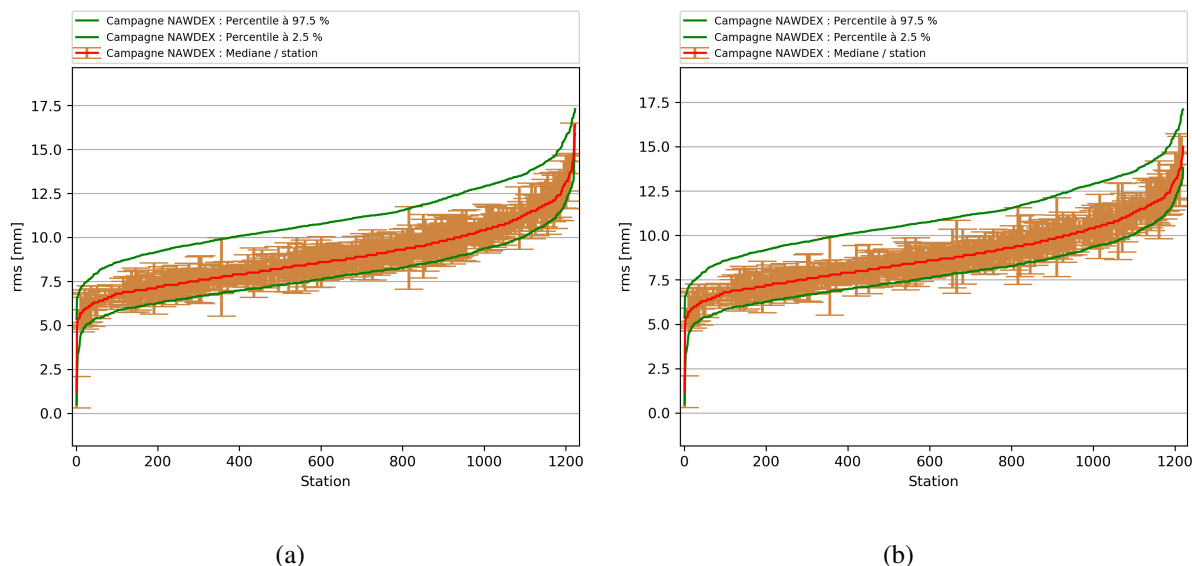 Campagne NAWDEX : Percentile à 97.5 %
Campagne NAWDEX : Percentile à 2.5 %
Campagne NAWDEX : Mediane / station
17.5
15.0
12.5
10.0
7.5
5.0
2.5
0.0
rms [mm]
0 200 400 600 800 1000 1200
Station
(a)
Campagne NAWDEX : Percentile à 97.5 %
Campagne NAWDEX : Percentile à 2.5 %
Campagne NAWDEX : Mediane / station
17.5
15.0
12.5
10.0
7.5
5.0
2.5
0.0
rms [mm]
0 200 400 600 800 1000 1200
Station
(b)